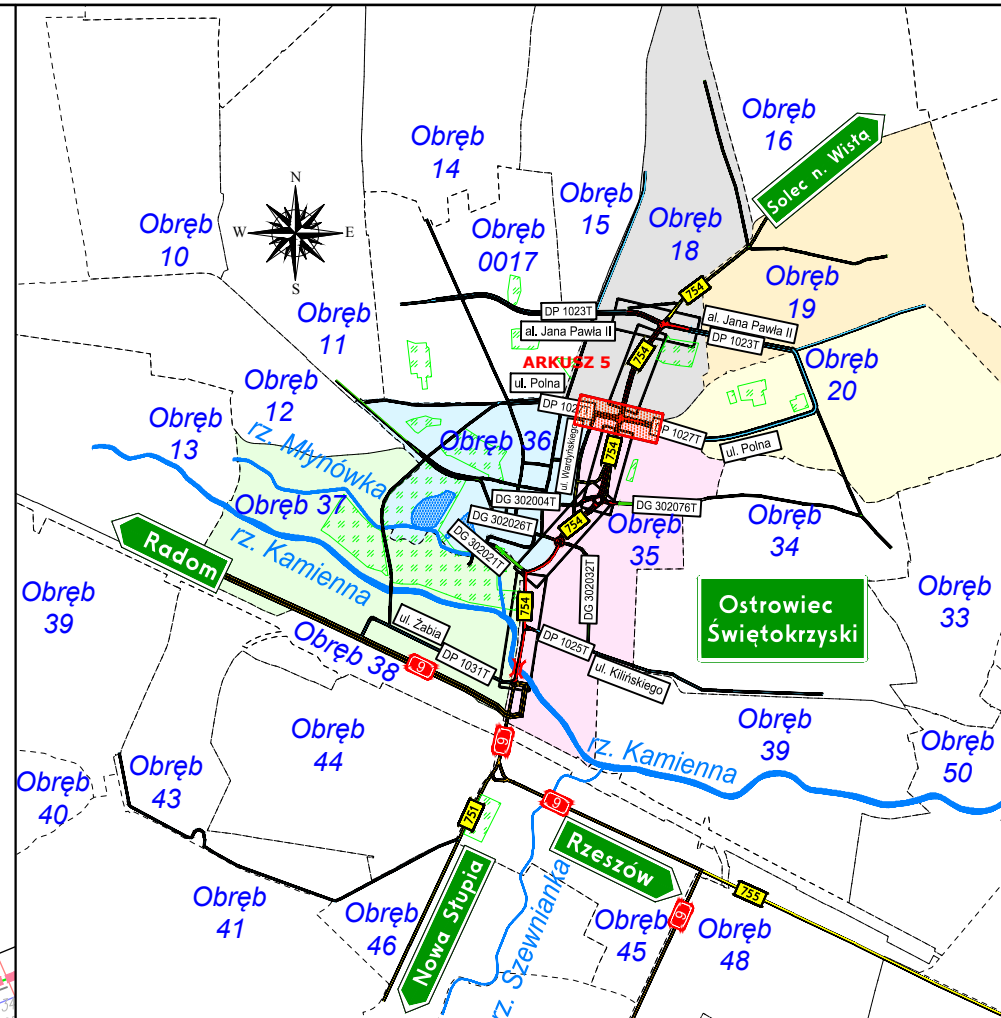 Obręb
16
Obręb
14
Solec n. Wisłą
N
W
E
S
Obręb
15
Obręb
18
Obręb
10
Obręb
0017
Obręb
19
754
Obręb
11
DP 1023T
al. Jana Pawła II
al. Jana Pawła II
DP 1023T
754
ARKUSZ 5
ul. Polna
Obręb
20
Obręb
12
DP 1027T
P 1027T
Obręb
13
rz. Młynówka
Obręb 36
ul. Wardyńskiego
754
ul. Polna
Obręb 37
DG 302004T
DG 302076T
DG 302026T
754
Obręb
35
Obręb
34
rz. Kamienna
DG 302021T
Radom
DG 302032T
754
Obręb
39
Ostrowiec
Świętokrzyski
Obręb
33
ul. Żabia
Obręb 38
DP 1031T
DP 1025T
ul. Kilińskiego
9
Obręb
44
9
rz. Kamienna
Obręb
39
Obręb
50
Obręb
40
Obręb
43
751
9
Rzeszów
Nowa Słupia
rz. Szewnianka
755
Obręb
41
Obręb
46
Obręb
45
9
Obręb
48